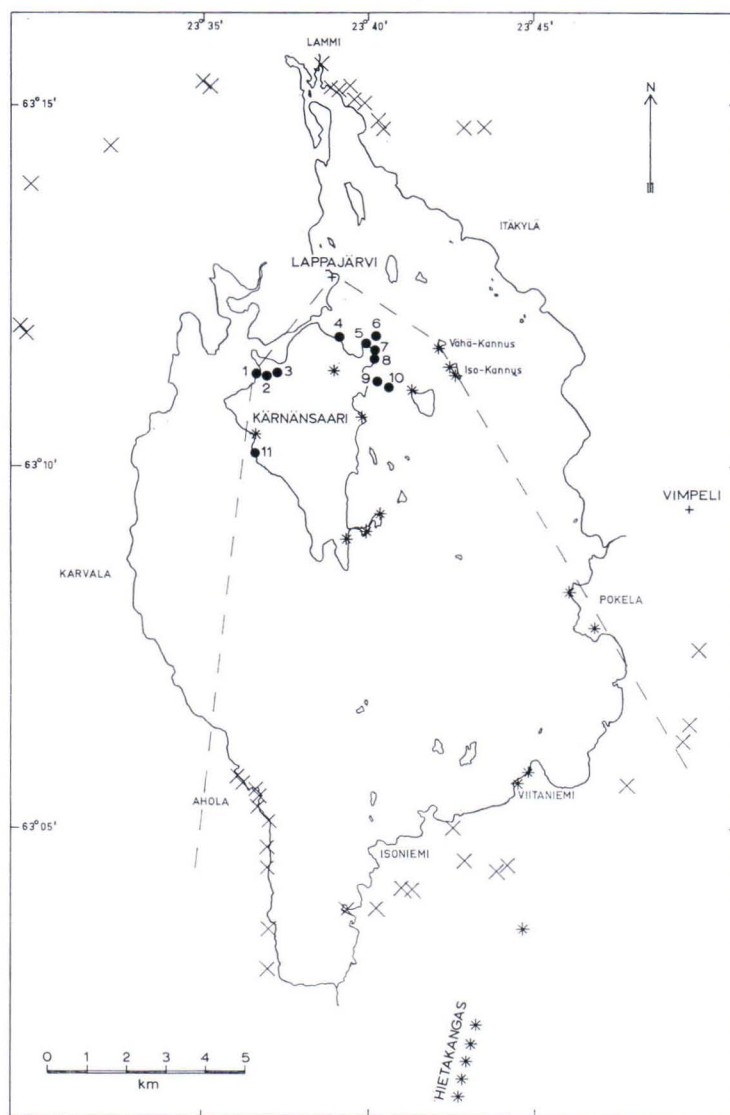 23° 35'
23° 40'
23° 45'
LAMMI
63° 15'
N
ITÄKYLÄ
LAPPAJÄRVI
4
6
5
7
8
Vähä-Kannus
Iso-Kannus
1
3
2
9
10
KÄRNÄNSAARI
11
63° 10'
VIMPELI
KARVALA
POKELA
AHOLA
VIITANIEMI
63° 05'
ISONIEMI
HIETAKANGAS
0 1 2 3 4 5
km